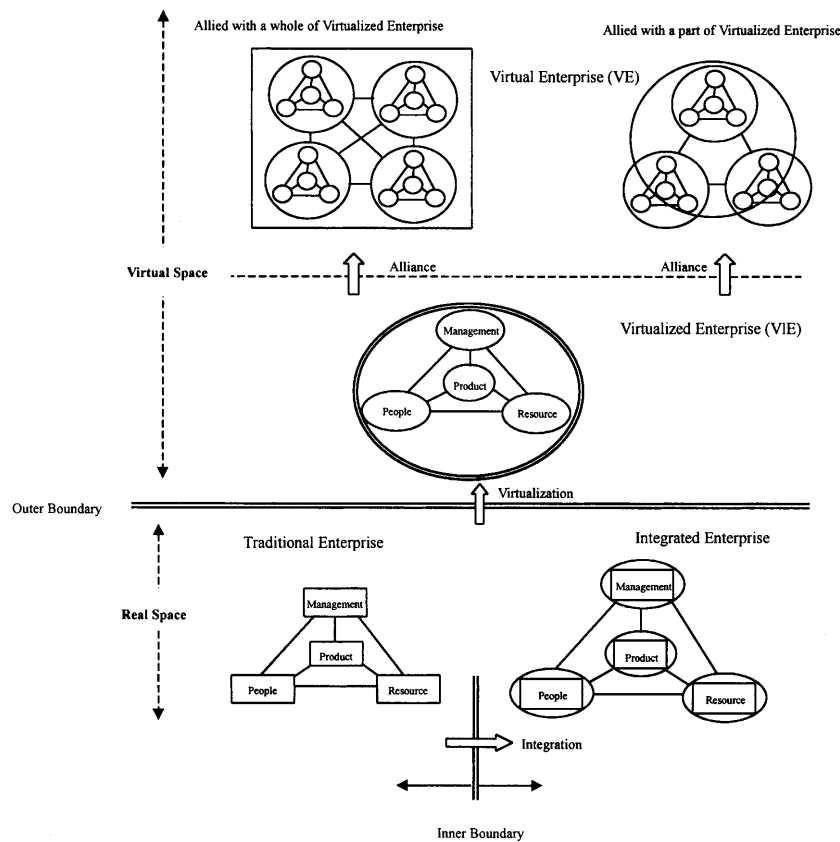 Allied with a whole of Virtualized Enterprise
Allied with a part of Virtualized Enterprise
Virtual Enterprise (VE)
Virtual Space
Alliance
Alliance
Virtualized Enterprise (VlE)
Management
Product
People
Resource
Virtualization
Outer Boundary
Traditional Enterprise
Integrated Enterprise
Real Space
Management
Product
People
Resource
Management
Product
People
Resource
Integration
Inner Boundary